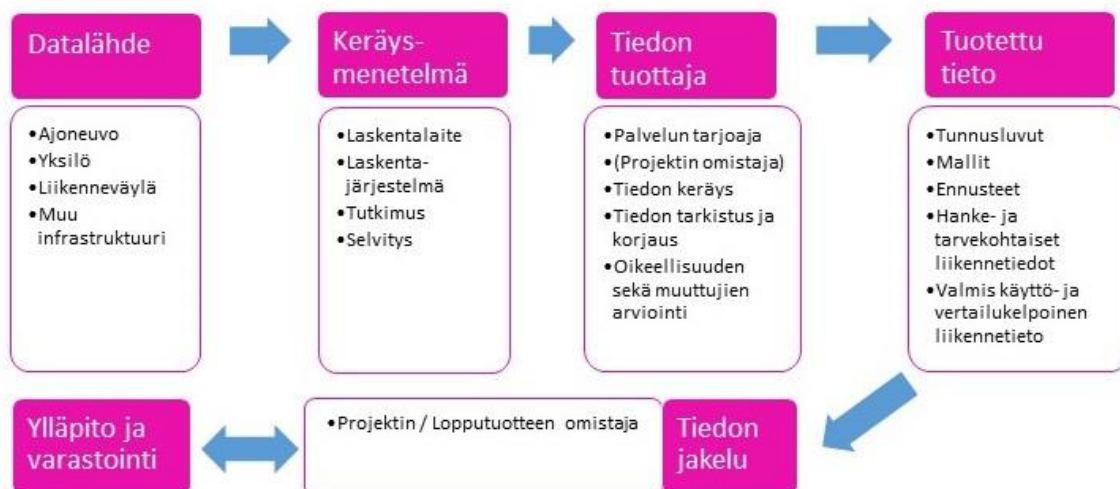 Datalähde
•Ajoneuvo
•Yksilö
•Liikenneväylä
•Muu
infrastruktuuri
Keräys-
menetelmä
•Laskentalaite
•Laskenta-
järjestelmä
•Tutkimus
•Selvitys
Tiedon
tuottaja
•Palvelun tarjoaja
•(Projektin omistaja)
•Tiedon keräys
•Tiedon tarkistus ja
korjaus
•Oikeellisuuden
sekä muuttujien
arviointi
Tuotettu
tieto
•Tunnusluvut
•Mallit
•Ennusteet
•Hanke- ja
tarvekohtaiset
liikennetiedot
•Valmis käyttö- ja
vertailukelpoinen
liikennetieto
Ylläpito ja
varastointi
•Projektin / Lopputuotteen omistaja
Tiedon
jakelu